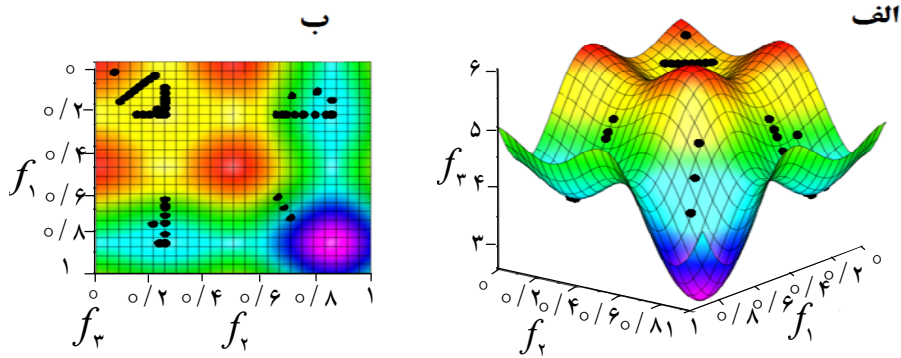 الف
۶
۵
۴
۳
f۳
۰ ۰/۲ ۰/۴ ۰/۶ ۰/۸ ۱
f۲
۱ ۰/۸ ۰/۶ ۰/۴ ۰/۲ ۰
f۱
ب
۰
۰/۲
۰/۴
۰/۶
۰/۸
۱
f۱
۰ ۰/۲ ۰/۴ ۰/۶ ۰/۸ ۱
f۳ f۲